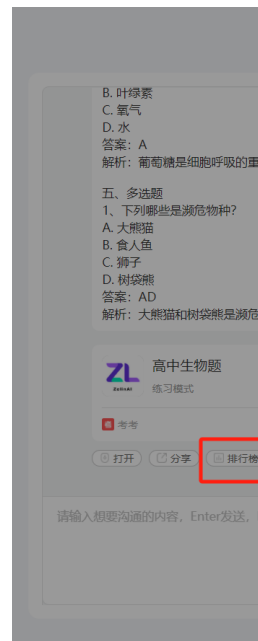 B. 叶绿素
C. 氧气
D. 水
答案：A
解析：葡萄糖是细胞呼吸的重
五、多选题
1、下列哪些是濒危物种？
A. 大熊猫
B. 食人鱼
C. 狮子
D. 树袋熊
答案：AD
解析：大熊猫和树袋熊是濒危
ZL
高中生物题
练习模式
考考
打开 分享 排行榜
请输入想要沟通的内容，Enter发送，